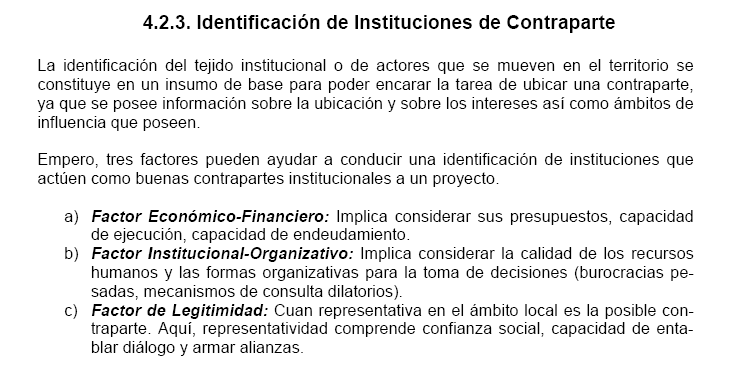 4.2.3. Identificación de Instituciones de Contraparte
La identificación del tejido institucional o de actores que se mueven en el territorio se
constituye en un insumo de base para poder encarar la tarea de ubicar una contraparte,
ya que se posee información sobre la ubicación y sobre los intereses así como ámbitos de
influencia que poseen.
Empero, tres factores pueden ayudar a conducir una identificación de instituciones que
actúen como buenas contrapartes institucionales a un proyecto.
a) Factor Económico-Financiero: Implica considerar sus presupuestos, capacidad
de ejecución, capacidad de endeudamiento.
b) Factor Institucional-Organizativo: Implica considerar la calidad de los recursos
humanos y las formas organizativas para la toma de decisiones (burocracias pe-
sadas, mecanismos de consulta dilatorios).
c) Factor de Legitimidad: Cuan representativa en el ámbito local es la posible con-
traparte. Aquí, representatividad comprende confianza social, capacidad de enta-
blar diálogo y armar alianzas.